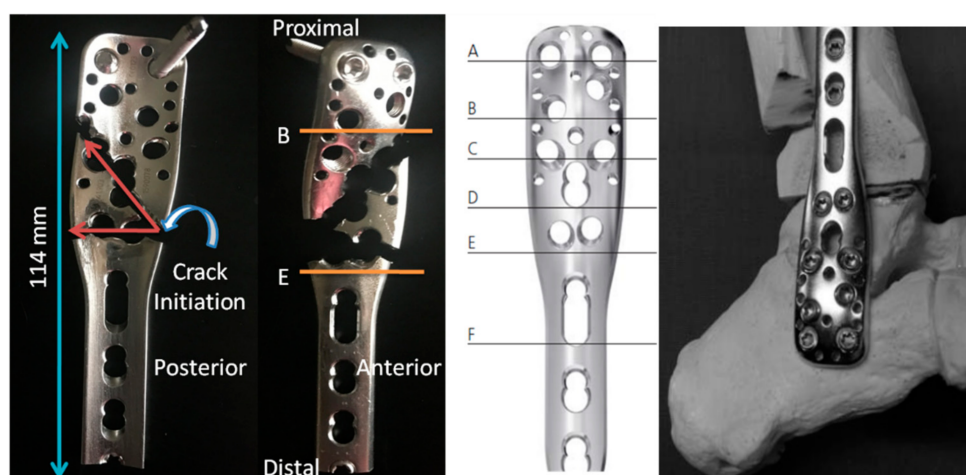 114 mm
Crack
Initiation
Posterior
Proximal
B
E
Anterior
Distal
A
B
C
D
E
F